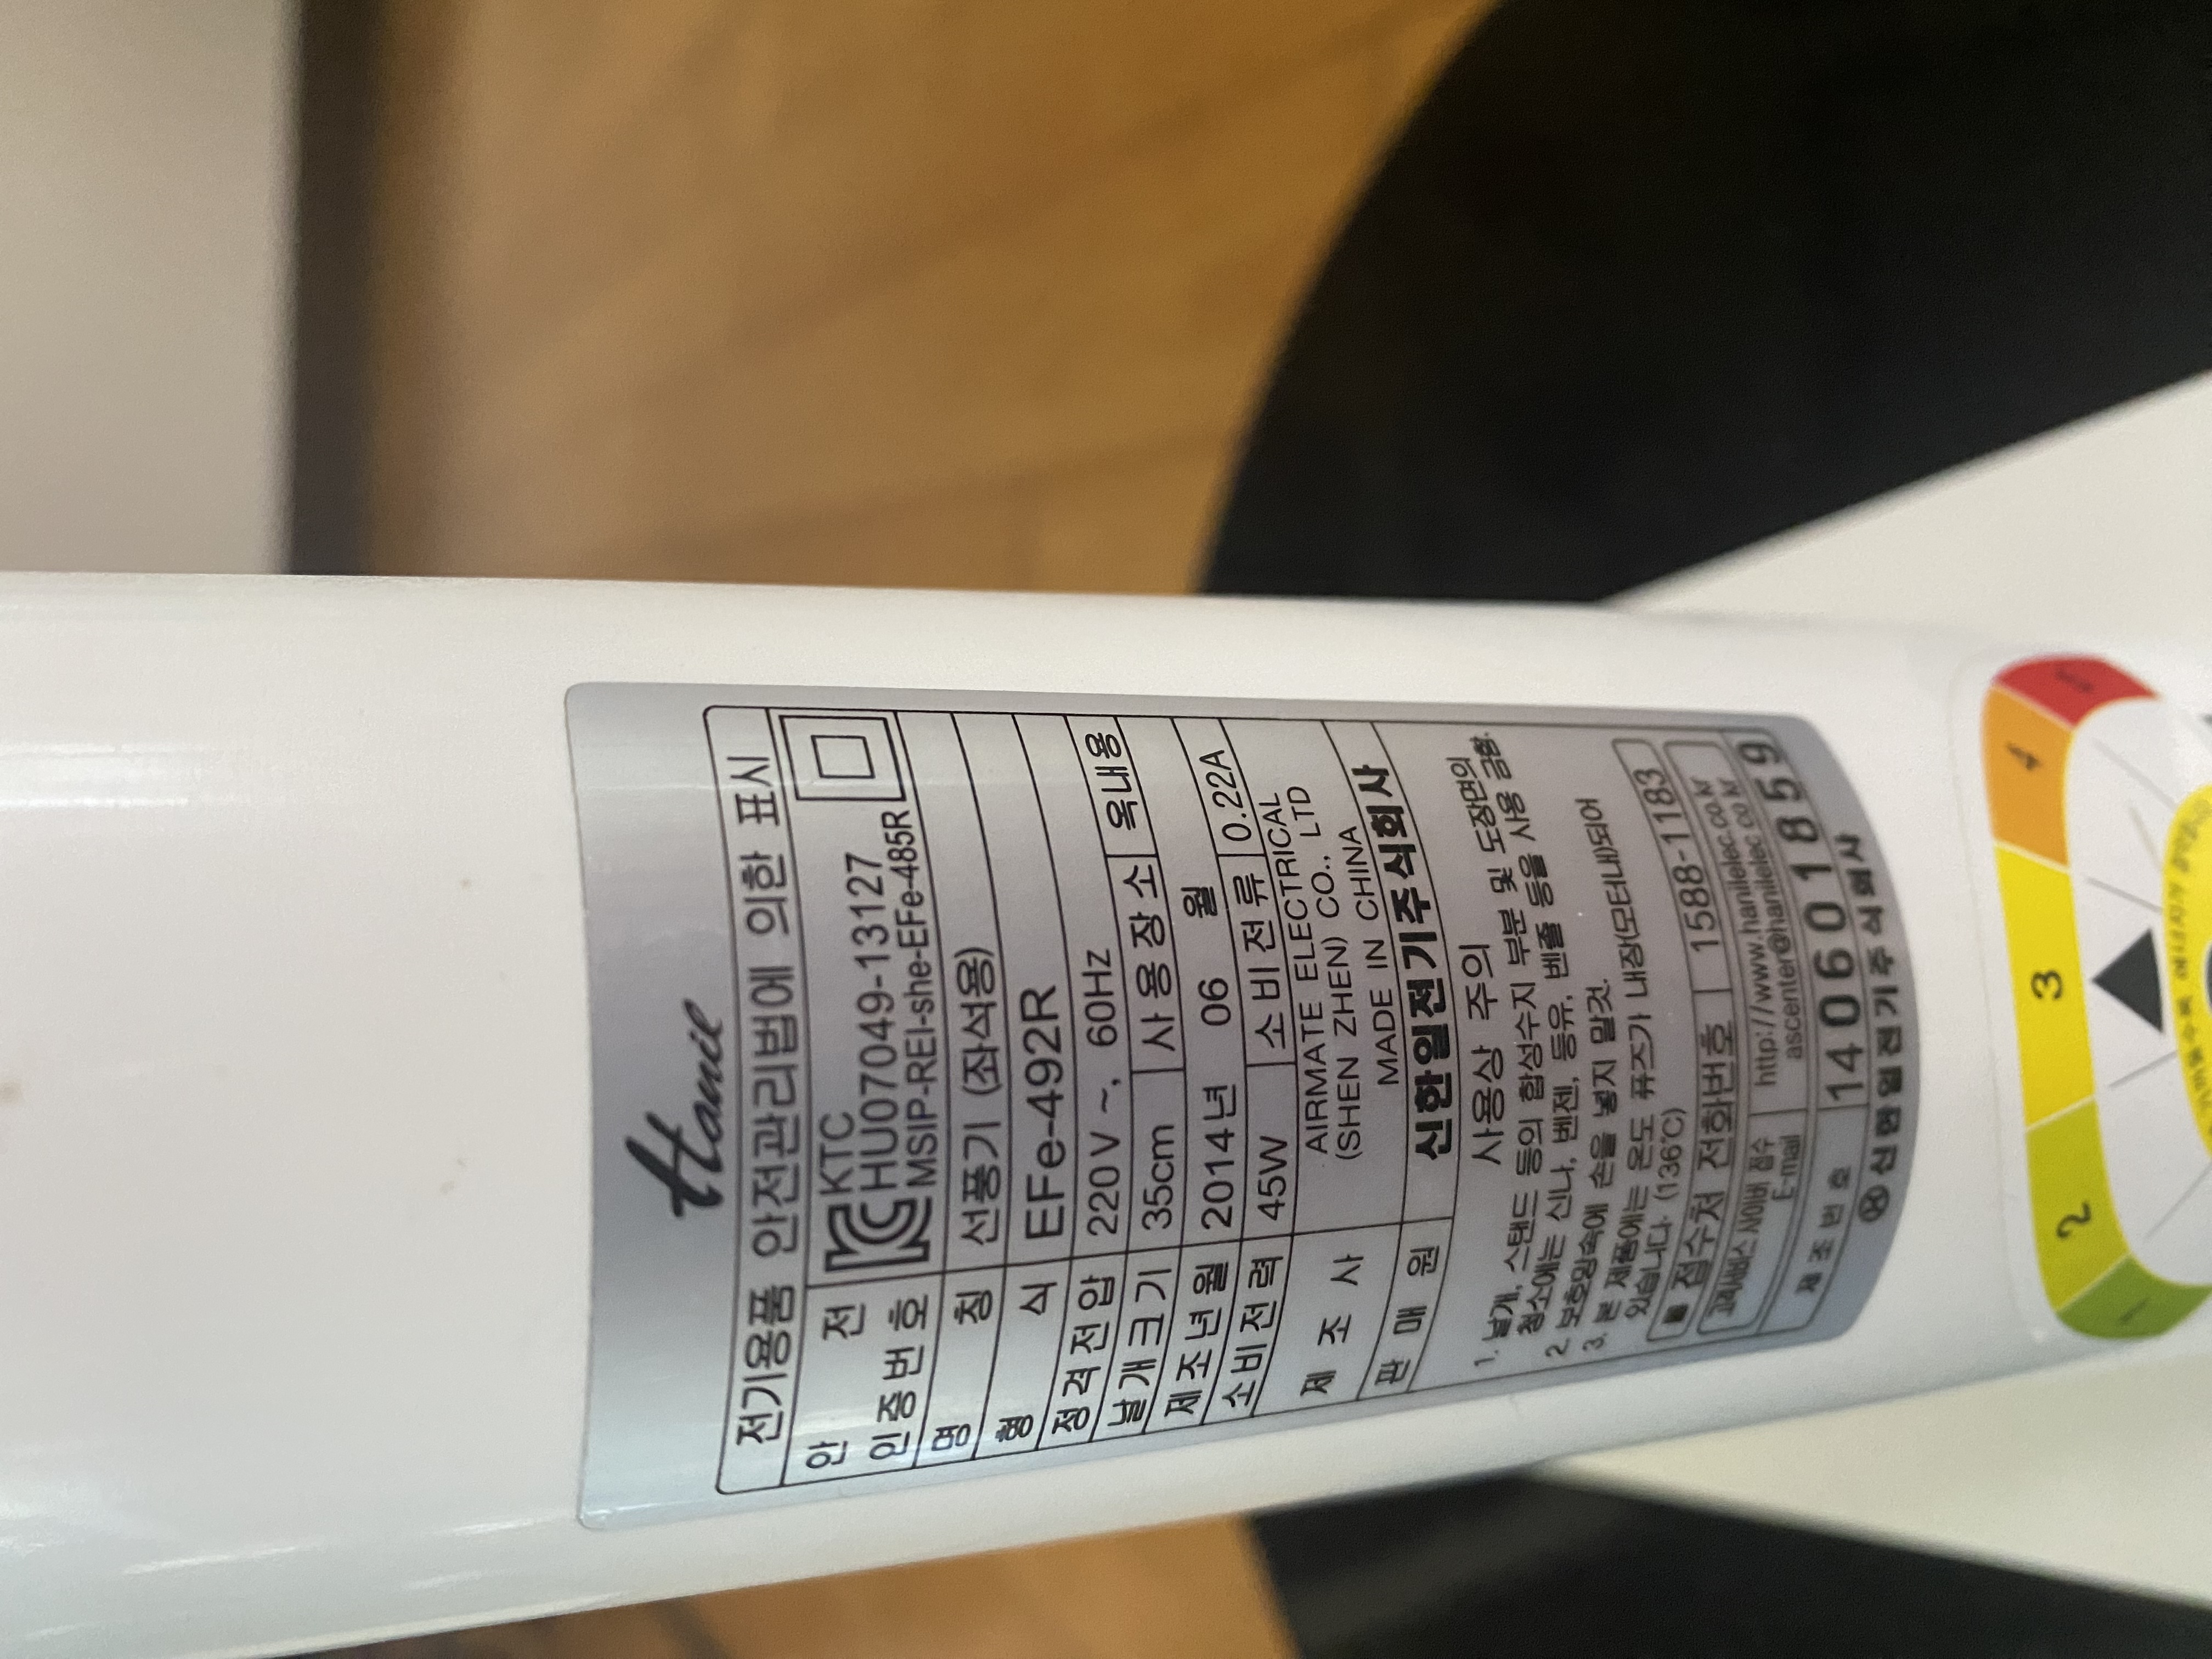 Hanil
전기용품 안전관리법에 의한 표시
안 전 인증번호 KTC
HU07049-13127
MSIP-REI-she-EFe-485R
명 칭 선풍기 (좌석용)
형 식 EFe-492R
정격전압 220V ~, 60Hz
날개크기 35cm 사용장소 옥내용
제조년월 2014년 06 월
소비전력 45W 소비전류 0.22A
제 조 사 AIRMATE ELECTRICAL
(SHEN ZHEN) CO., LTD
MADE IN CHINA
판 매 원 신한일전기주식회사
사용상 주의
1. 날개, 스탠드 등의 합성수지 부분 및 도장면의
청소에는 신나, 벤젠, 등유, 벤졸 등을 사용 금함.
2. 보호망속에 손을 넣지 말것.
3. 본 제품에는 온도 퓨즈가 내장(모터내)되어
있습니다. (136℃)
■ 접수처 전화번호 1588-1183
고객서비스 사이버 접수 http://www.hanilelec.co.kr
E-mail ascenter@hanilelec.co.kr
제 조 번 호 1406018 59
신한일전기주식회사
1 2 3 4 5